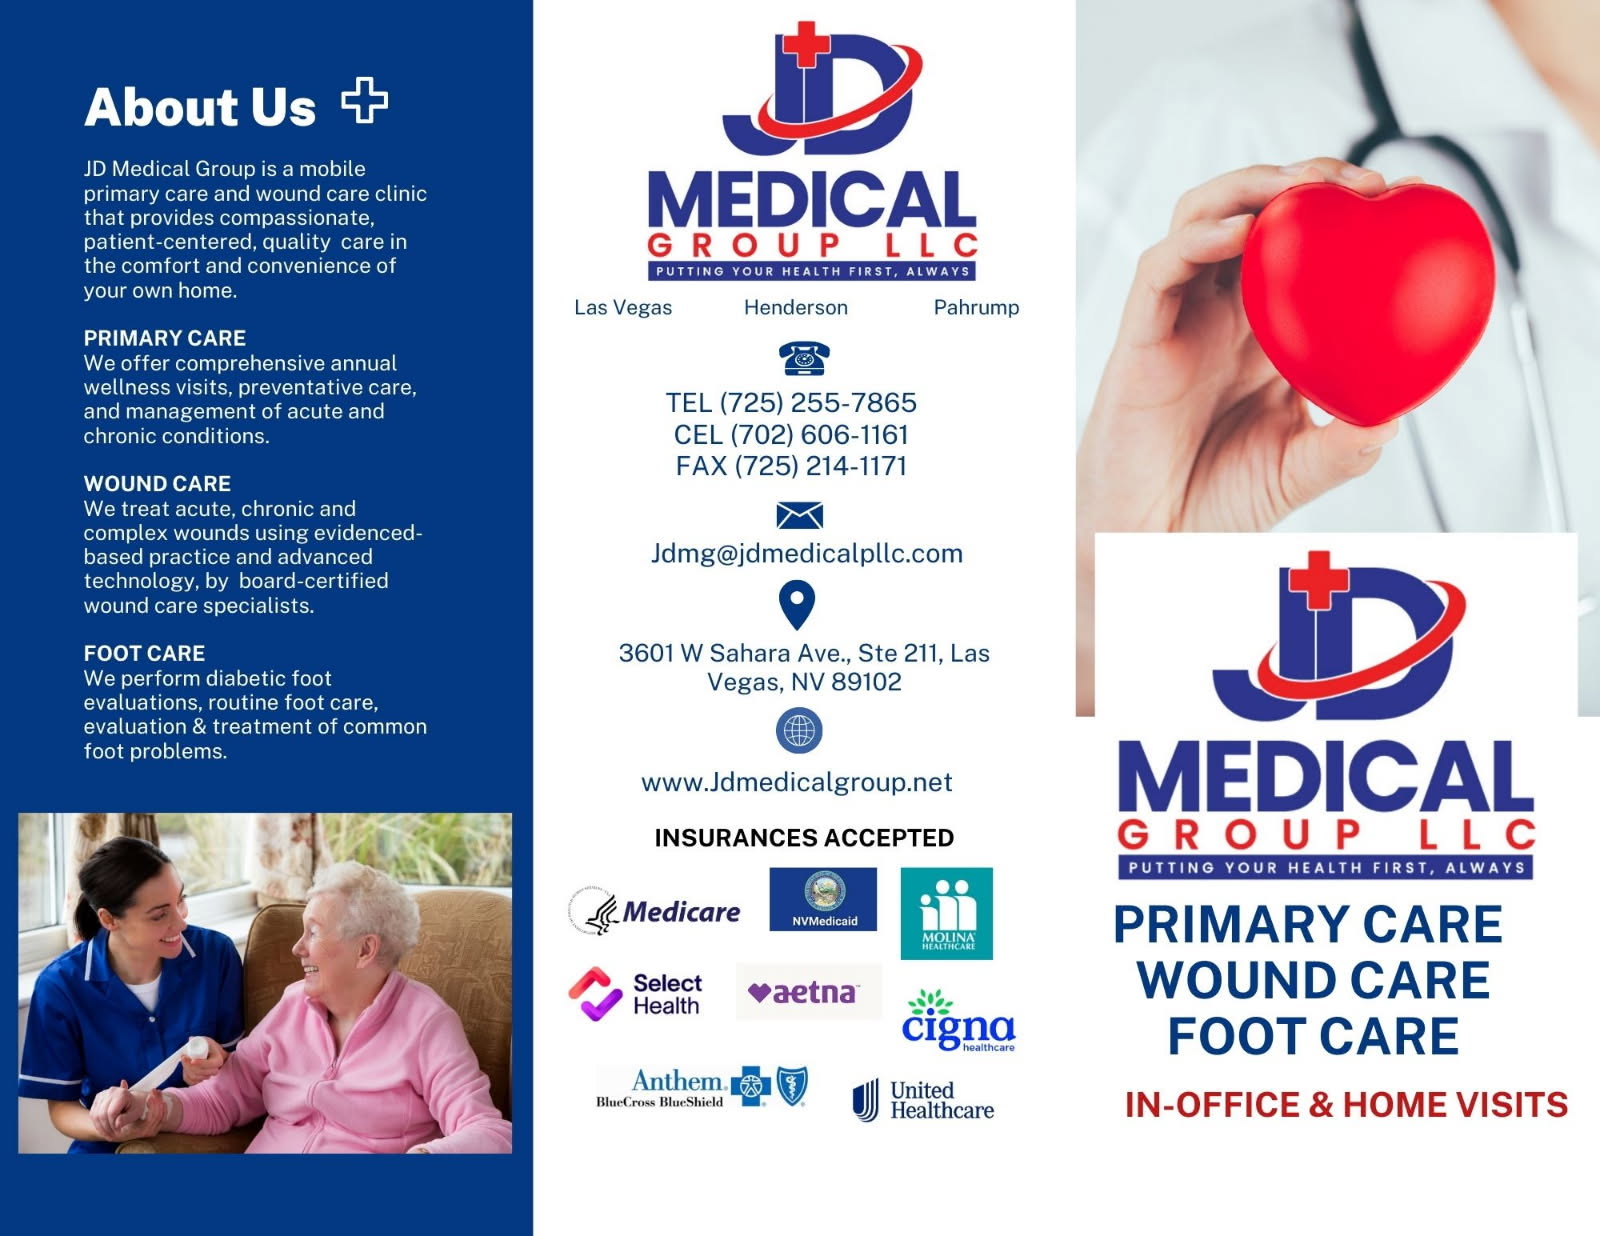 About Us
JD Medical Group is a mobile
primary care and wound care clinic
that provides compassionate,
patient-centered, quality care in
the comfort and convenience of
your own home.
PRIMARY CARE
We offer comprehensive annual
wellness visits, preventative care,
and management of acute and
chronic conditions.
WOUND CARE
We treat acute, chronic and
complex wounds using evidenced-
based practice and advanced
technology, by board-certified
wound care specialists.
FOOT CARE
We perform diabetic foot
evaluations, routine foot care,
evaluation & treatment of common
foot problems.
JD
MEDICAL
GROUP LLC
PUTTING YOUR HEALTH FIRST, ALWAYS
Las Vegas Henderson Pahrump
TEL (725) 255-7865
CEL (702) 606-1161
FAX (725) 214-1171
Jdmg@jdmedicalpllc.com
3601 W Sahara Ave., Ste 211, Las
Vegas, NV 89102
www.Jdmedicalgroup.net
INSURANCES ACCEPTED
Medicare
NVMedicaid
MOLINA
HEALTHCARE
Select
Health
aetna
cigna
healthcare
Anthem
BlueCross BlueShield
United
Healthcare
JD
MEDICAL
GROUP LLC
PUTTING YOUR HEALTH FIRST, ALWAYS
PRIMARY CARE
WOUND CARE
FOOT CARE
IN-OFFICE & HOME VISITS